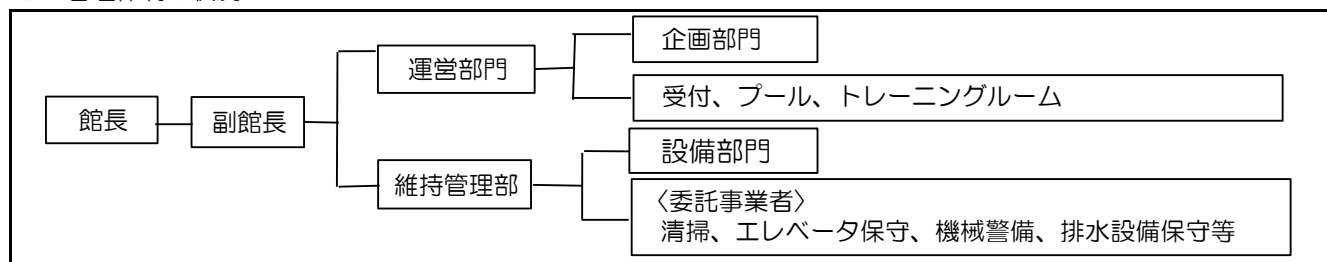 企画部門
運営部門
受付、プール、トレーニングルーム
館長
副館長
設備部門
維持管理部
〈委託事業者〉
清掃、エレベータ保守、機械警備、排水設備保守等